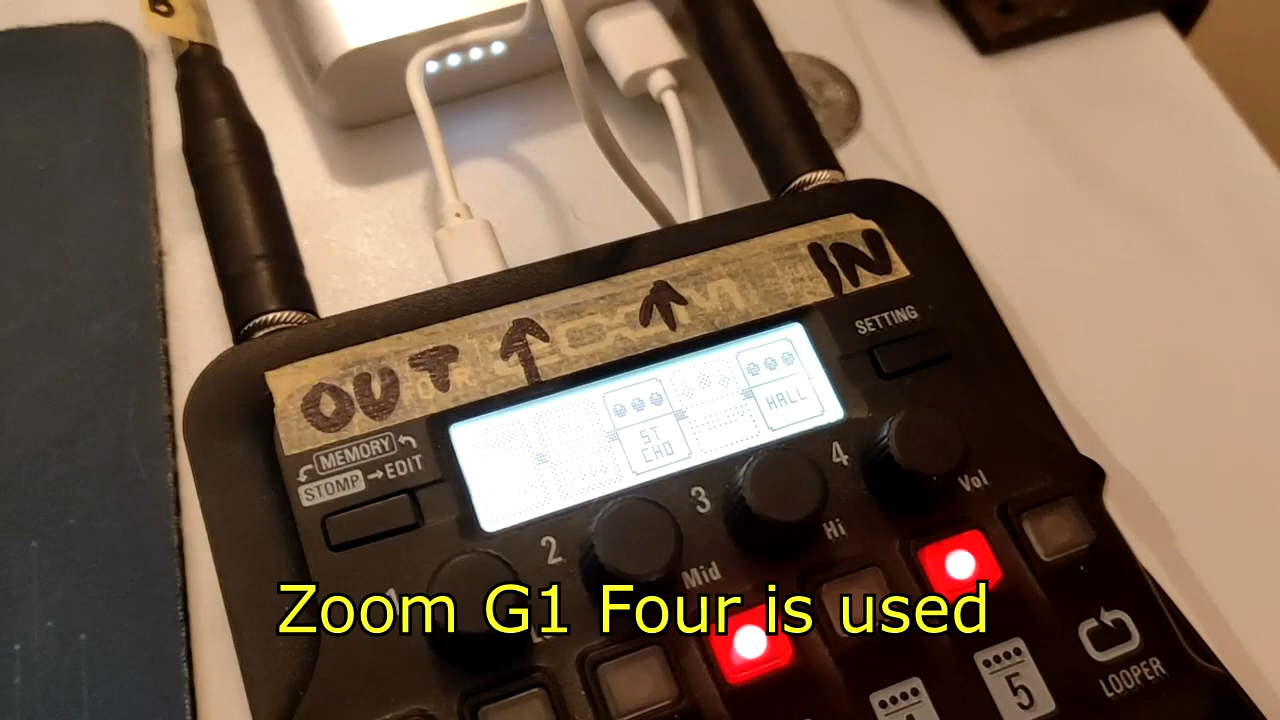 OUT ↑ ↑ IN
SETTING
MEMORY
STOMP → EDIT
ST
CHO
HALL
1 2 3 4
Mid
Hi
Vol
Zoom G1 Four is used
5
LOOPER